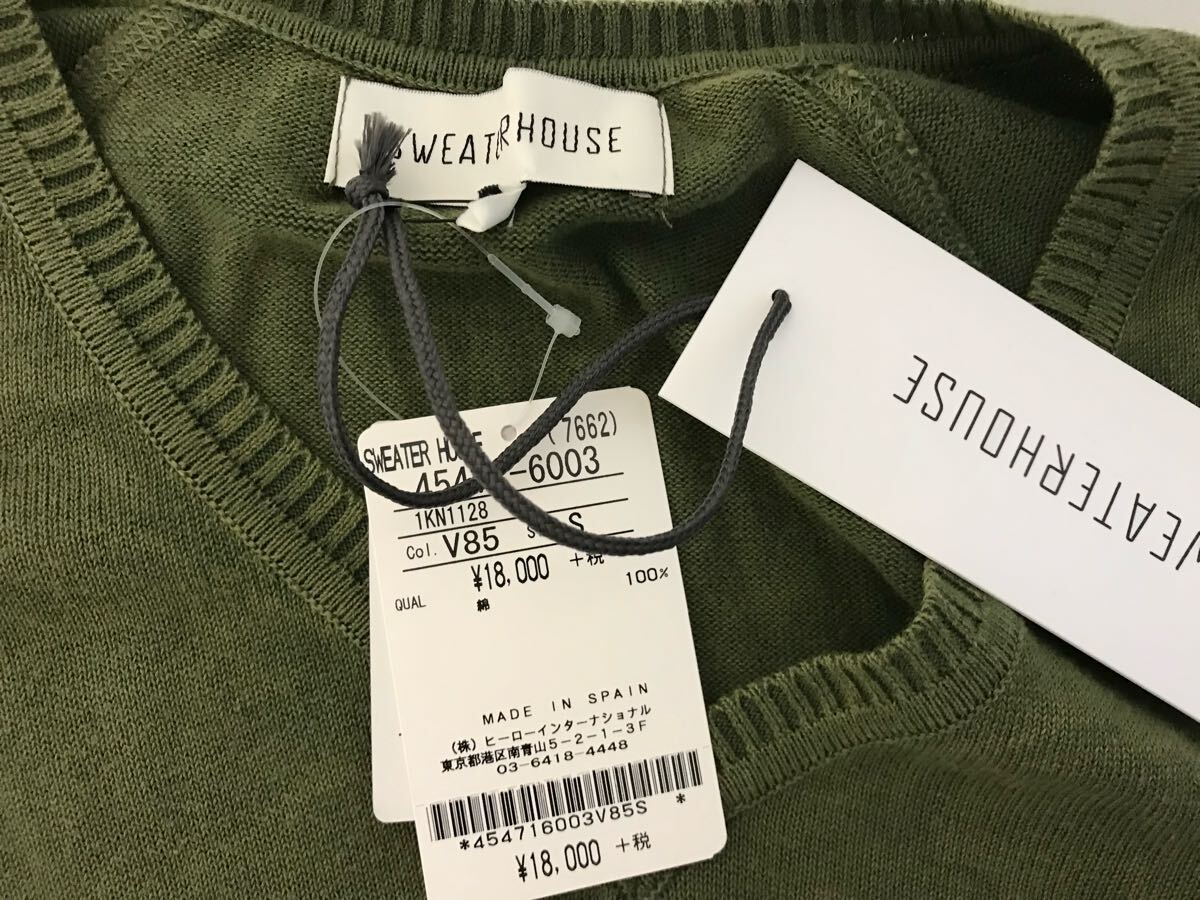 SWEATERHOUSE
SWEATERHOUSE
SWEATER HOUSE (7662)
-6003
1KN1128
Col. V85 S
¥18,000 +税
QUAL 綿 100%
MADE IN SPAIN
(株)ヒーローインターナショナル
東京都港区南青山5-2-1-3F
03-6418-4448
*454716003V85S *
¥18,000 +税